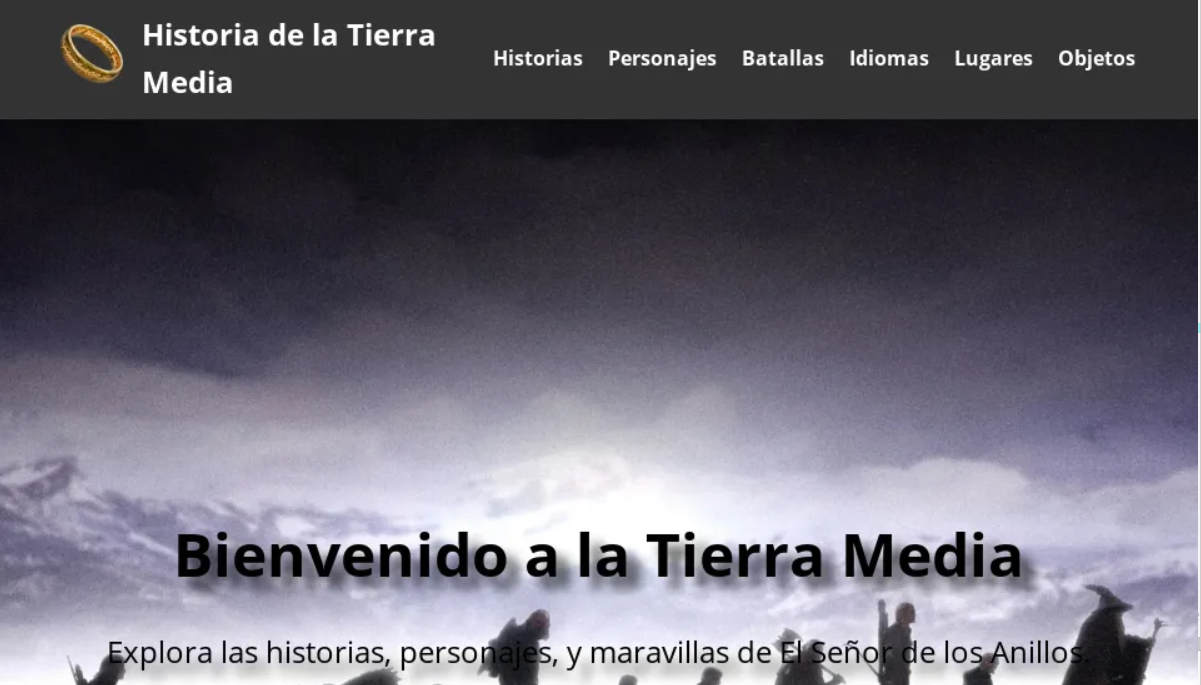 Historia de la Tierra
Media
Historias Personajes Batallas Idiomas Lugares Objetos
Bienvenido a la Tierra Media
Explora las historias, personajes, y maravillas de El Señor de los Anillos.